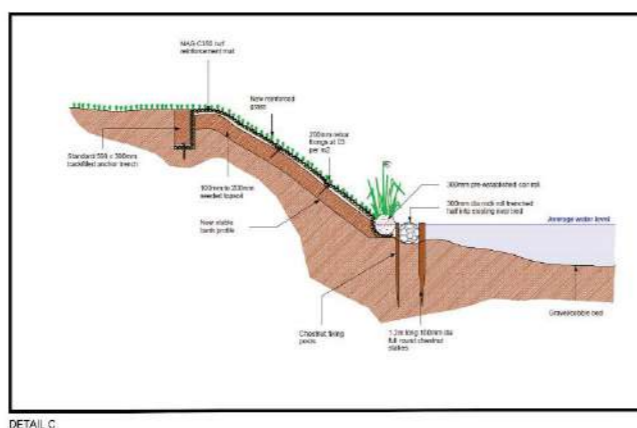 MAG-C350 turf
reinforcement mat
New reinforced
grass
200mm rebar
fixings at 03
per m2
Standard 500 x 300mm
backfilled anchor trench
100mm to 200mm
seeded topsoil
300mm pre-established coir roll
300mm dia rock roll trenched
half into existing river bed
New stable
bank profile
Average water level
Chestnut fixing
posts
1.2m long 100mm dia
full round chestnut
stakes
Gravel/cobble bed
DETAIL C